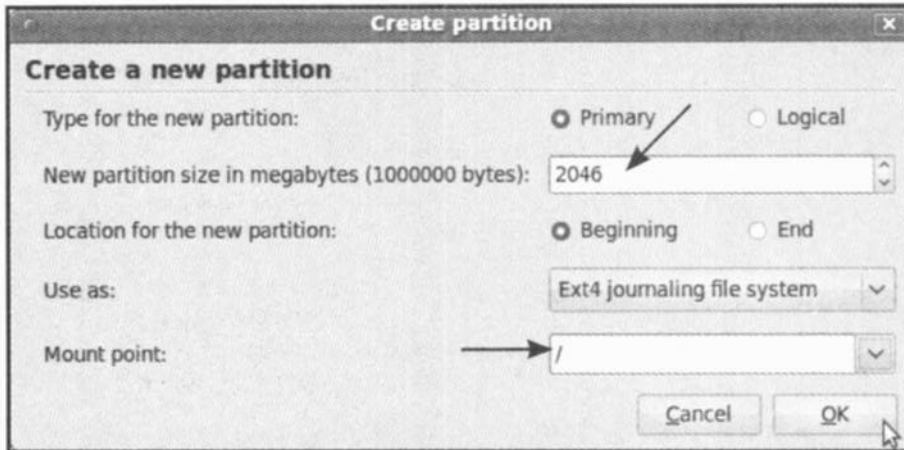 Create partition
Create a new partition
Type for the new partition: Primary Logical
New partition size in megabytes (1000000 bytes): 2046
Location for the new partition: Beginning End
Use as: Ext4 journaling file system
Mount point: /
Cancel OK